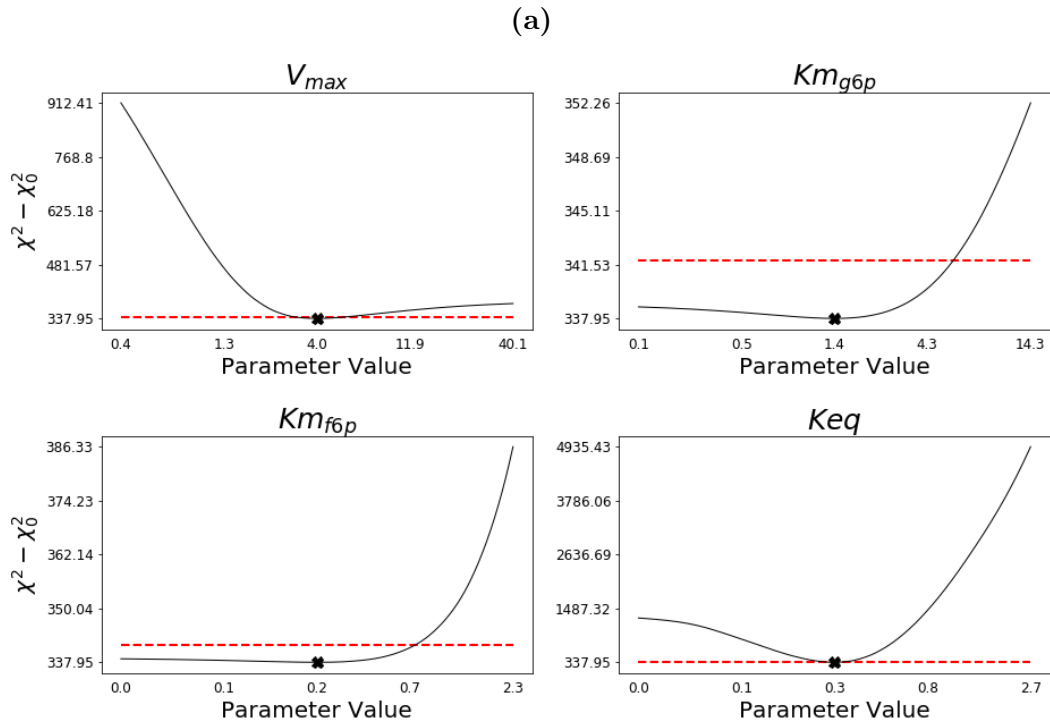 (a)
V_max
Km_g6p
χ² − χ₀²
912.41
768.8
625.18
481.57
337.95
0.4 1.3 4.0 11.9 40.1
Parameter Value
352.26
348.69
345.11
341.53
337.95
0.1 0.5 1.4 4.3 14.3
Parameter Value
Km_f6p
Keq
χ² − χ₀²
386.33
374.23
362.14
350.04
337.95
0.0 0.1 0.2 0.7 2.3
Parameter Value
4935.43
3786.06
2636.69
1487.32
337.95
0.0 0.1 0.3 0.8 2.7
Parameter Value